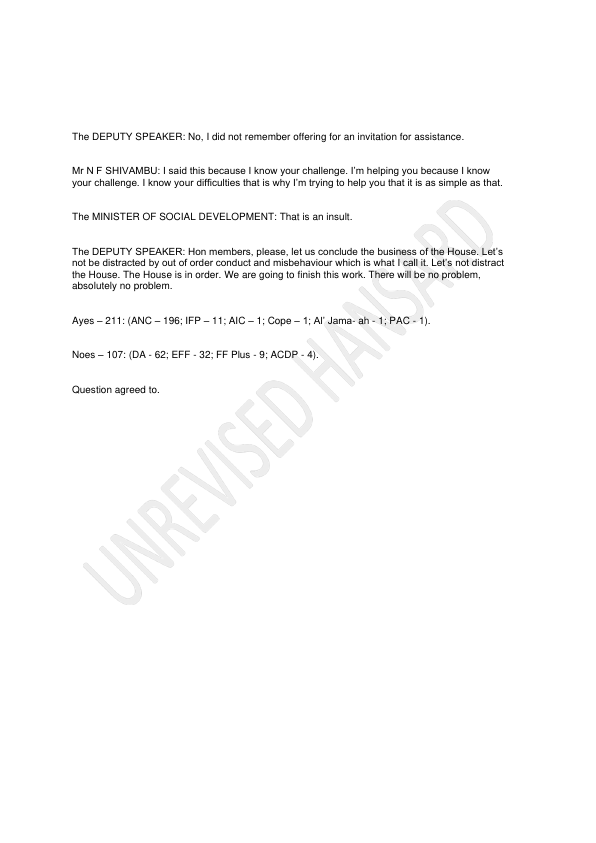 The DEPUTY SPEAKER: No, I did not remember offering for an invitation for assistance.
Mr N F SHIVAMBU: I said this because I know your challenge. I'm helping you because I know
your challenge. I know your difficulties that is why I'm trying to help you that it is as simple as that.
The MINISTER OF SOCIAL DEVELOPMENT: That is an insult.
The DEPUTY SPEAKER: Hon members, please, let us conclude the business of the House. Let's
not be distracted by out of order conduct and misbehaviour which is what I call it. Let's not distract
the House. The House is in order. We are going to finish this work. There will be no problem,
absolutely no problem.
Ayes – 211: (ANC – 196; IFP – 11; AIC – 1; Cope – 1; Al' Jama- ah - 1; PAC - 1).
Noes – 107: (DA - 62; EFF - 32; FF Plus - 9; ACDP - 4).
Question agreed to.
UNREVISED HANSARD